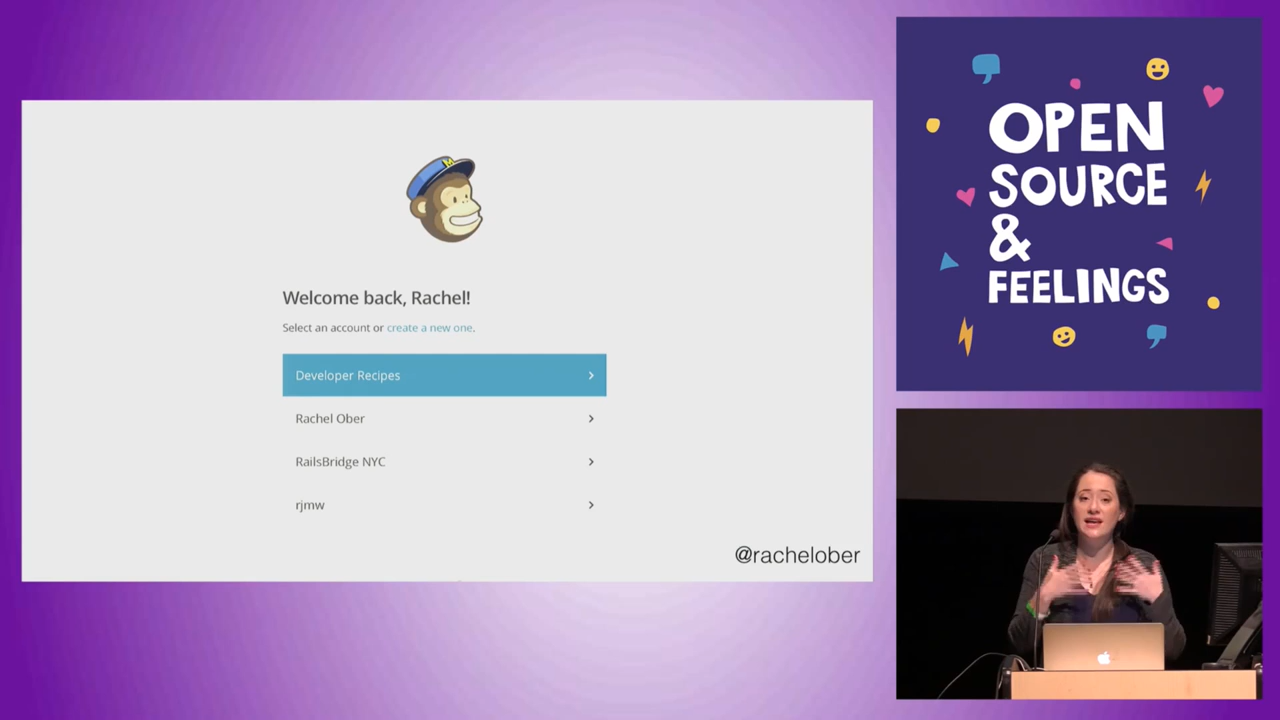 Welcome back, Rachel!
Select an account or create a new one.
Developer Recipes
Rachel Ober
RailsBridge NYC
rjmw
@rachelober
OPEN
SOURCE
&
FEELINGS